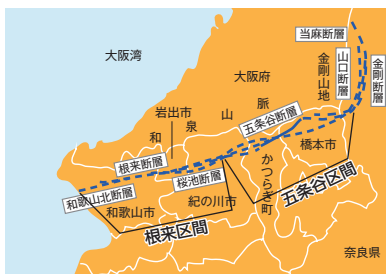 大阪湾
当麻断層
大阪府
金剛山地
山口断層
金剛断層
岩出市
和泉山脈
五条谷断層
根来断層
橋本市
桜池断層
かつらぎ町
和歌山北断層
紀の川市
和歌山市
五条谷区間
根来区間
奈良県